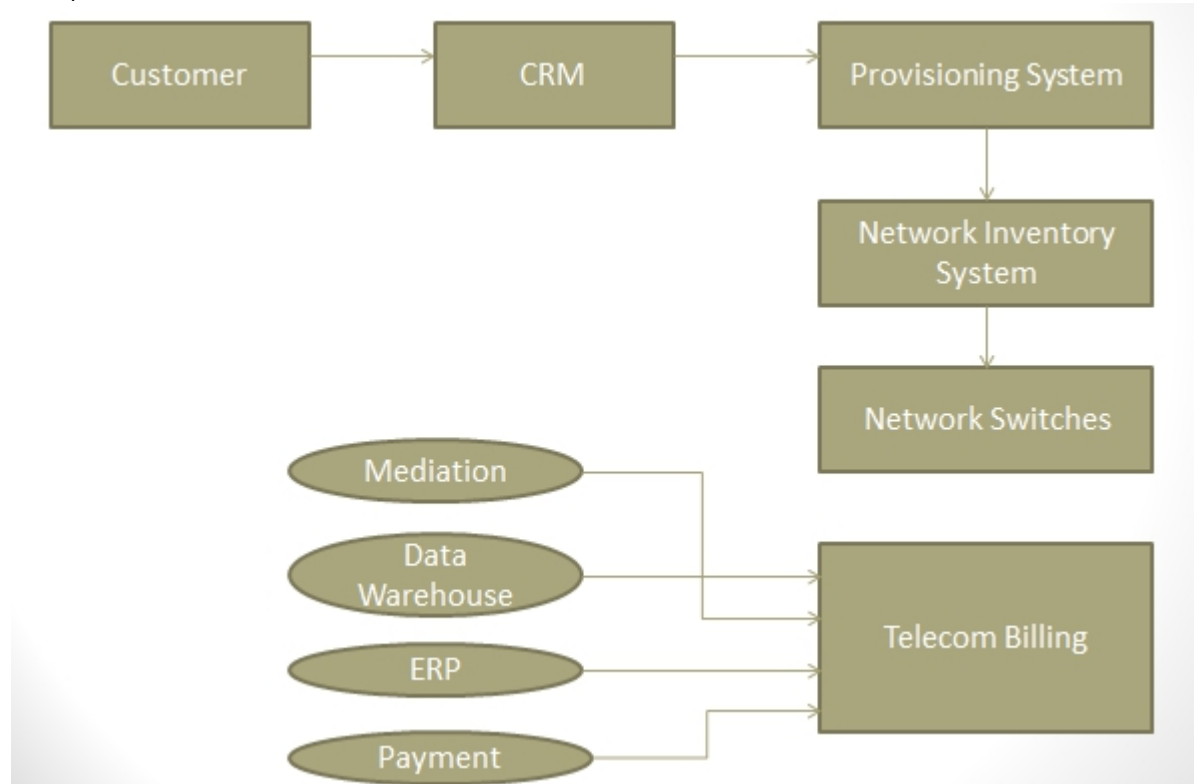 Customer
CRM
Provisioning System
Network Inventory
System
Network Switches
Mediation
Data
Warehouse
Telecom Billing
ERP
Payment